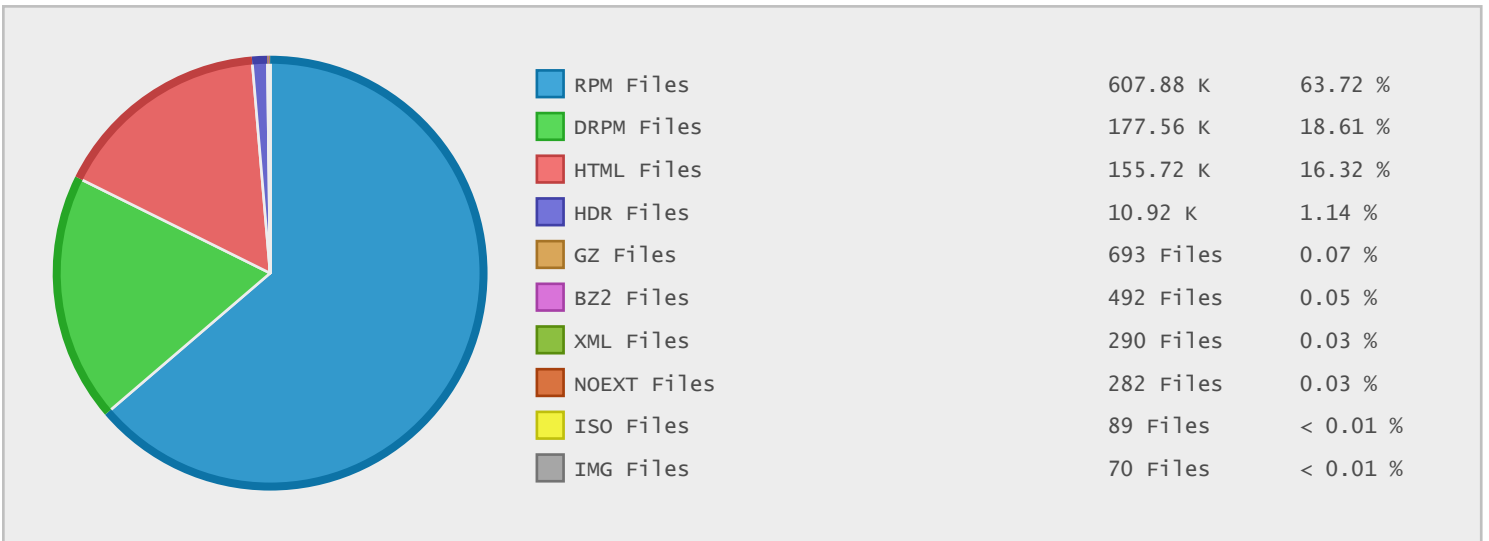 RPM Files 607.88 K 63.72 %
DRPM Files 177.56 K 18.61 %
HTML Files 155.72 K 16.32 %
HDR Files 10.92 K 1.14 %
GZ Files 693 Files 0.07 %
BZ2 Files 492 Files 0.05 %
XML Files 290 Files 0.03 %
NOEXT Files 282 Files 0.03 %
ISO Files 89 Files < 0.01 %
IMG Files 70 Files < 0.01 %